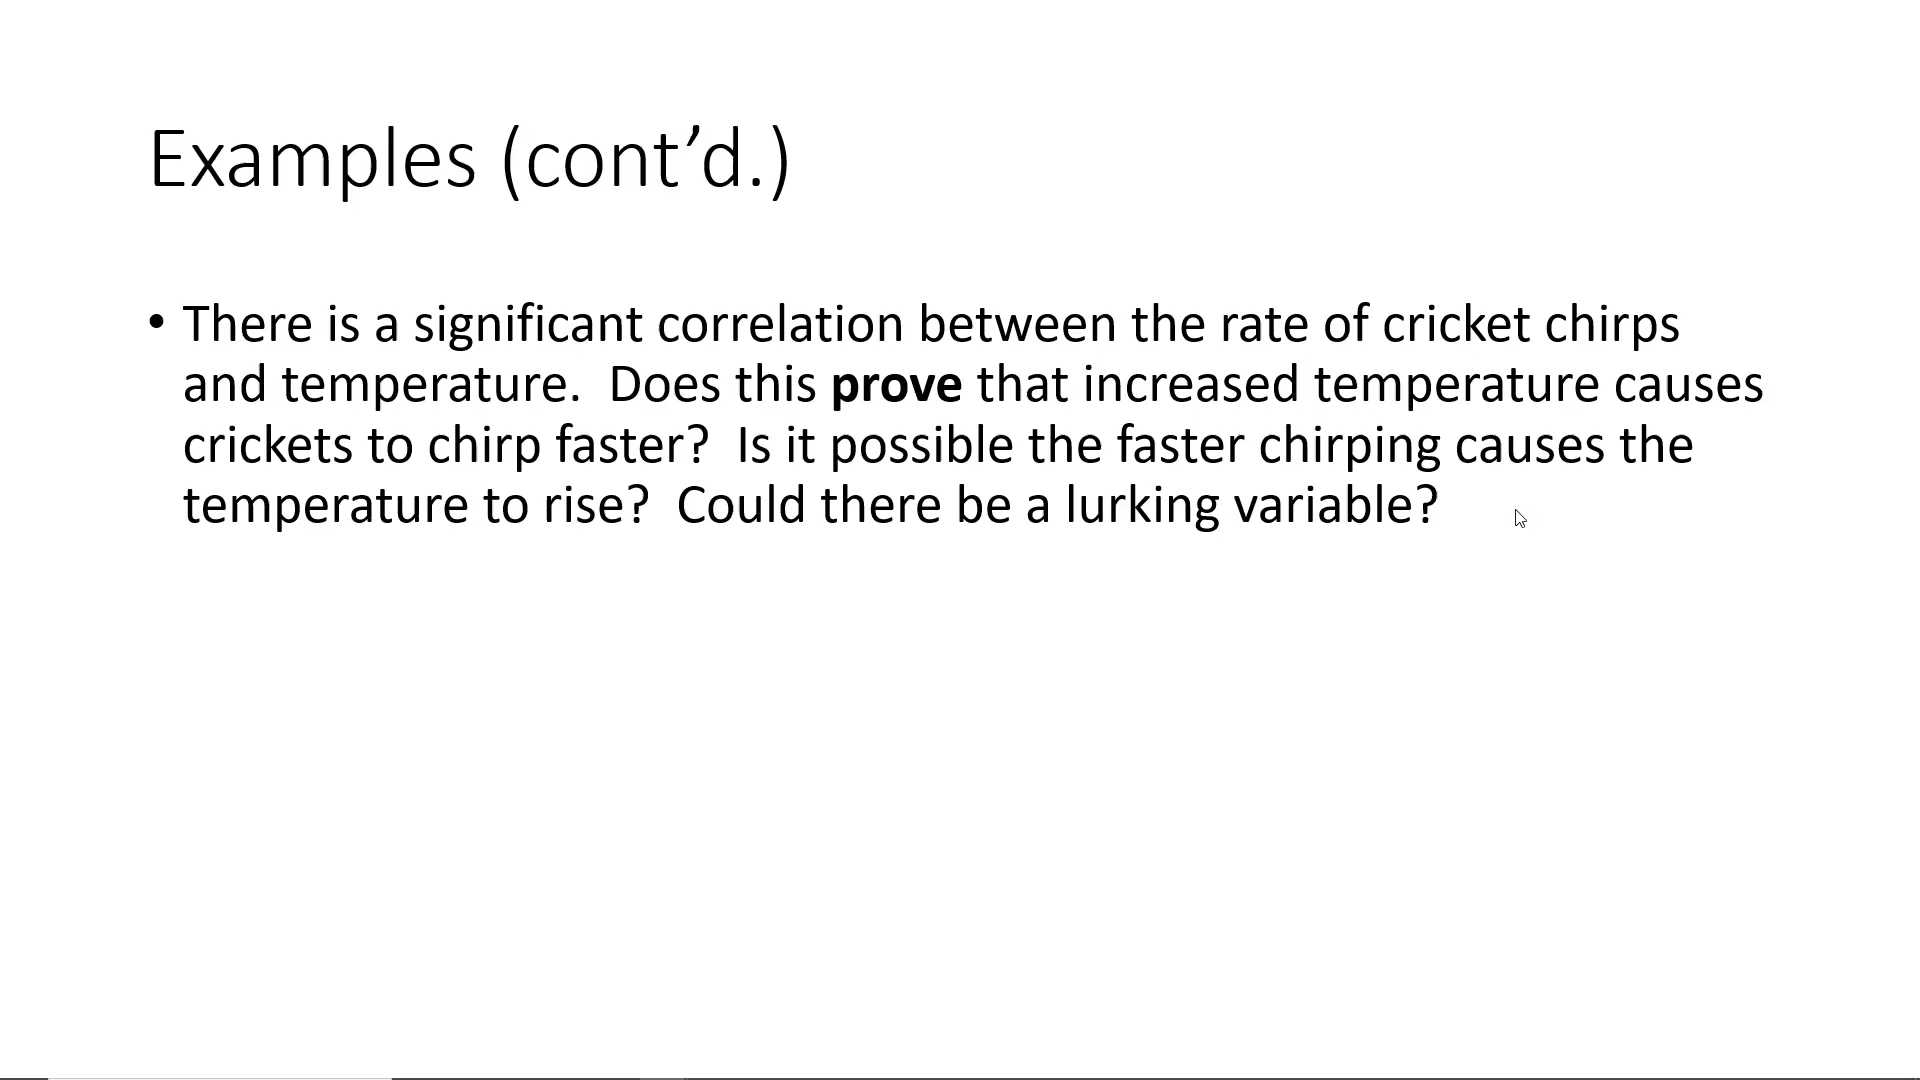 Examples (cont’d.)
• There is a significant correlation between the rate of cricket chirps
and temperature.  Does this prove that increased temperature causes
crickets to chirp faster?  Is it possible the faster chirping causes the
temperature to rise?  Could there be a lurking variable?